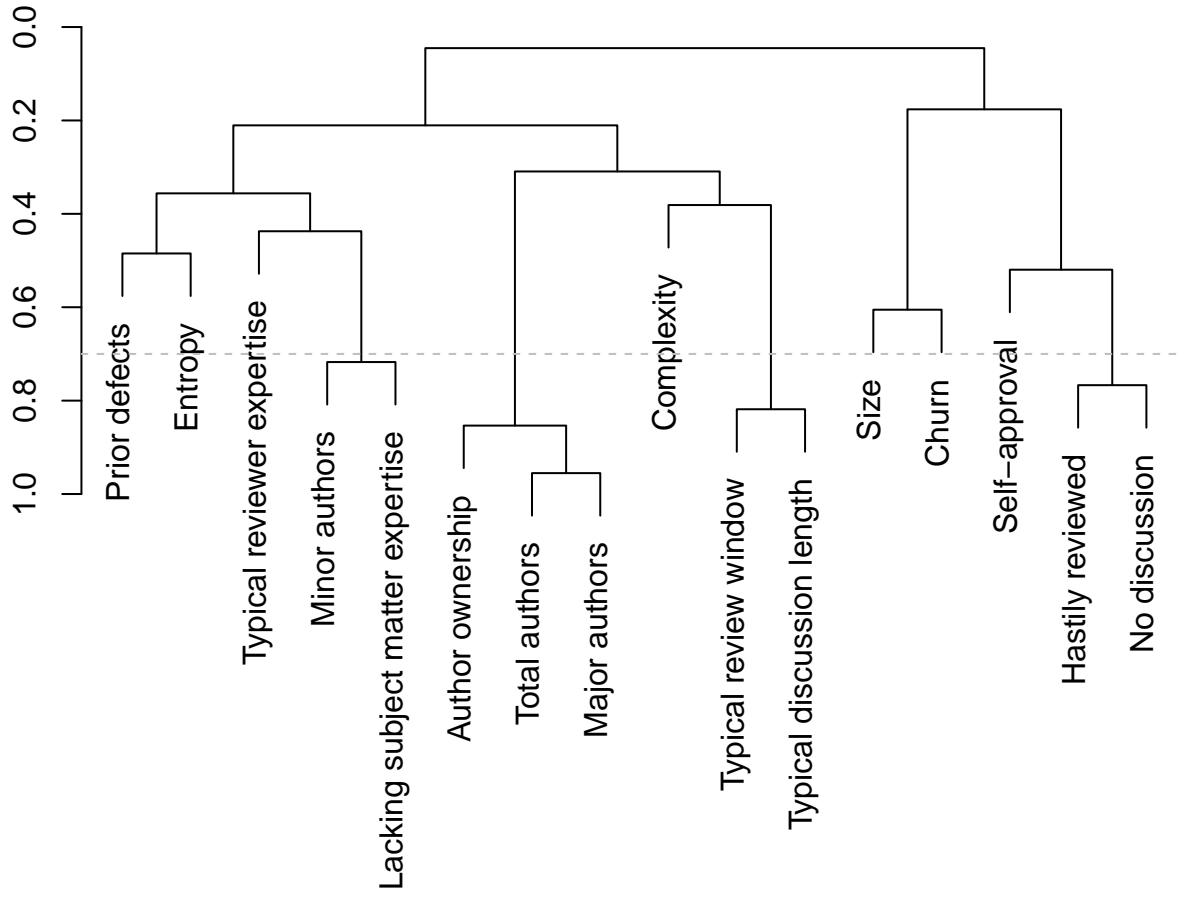 0.0
0.2
0.4
0.6
0.8
1.0
Prior defects
Entropy
Typical reviewer expertise
Minor authors
Lacking subject matter expertise
Author ownership
Total authors
Major authors
Complexity
Typical review window
Typical discussion length
Size
Churn
Self−approval
Hastily reviewed
No discussion